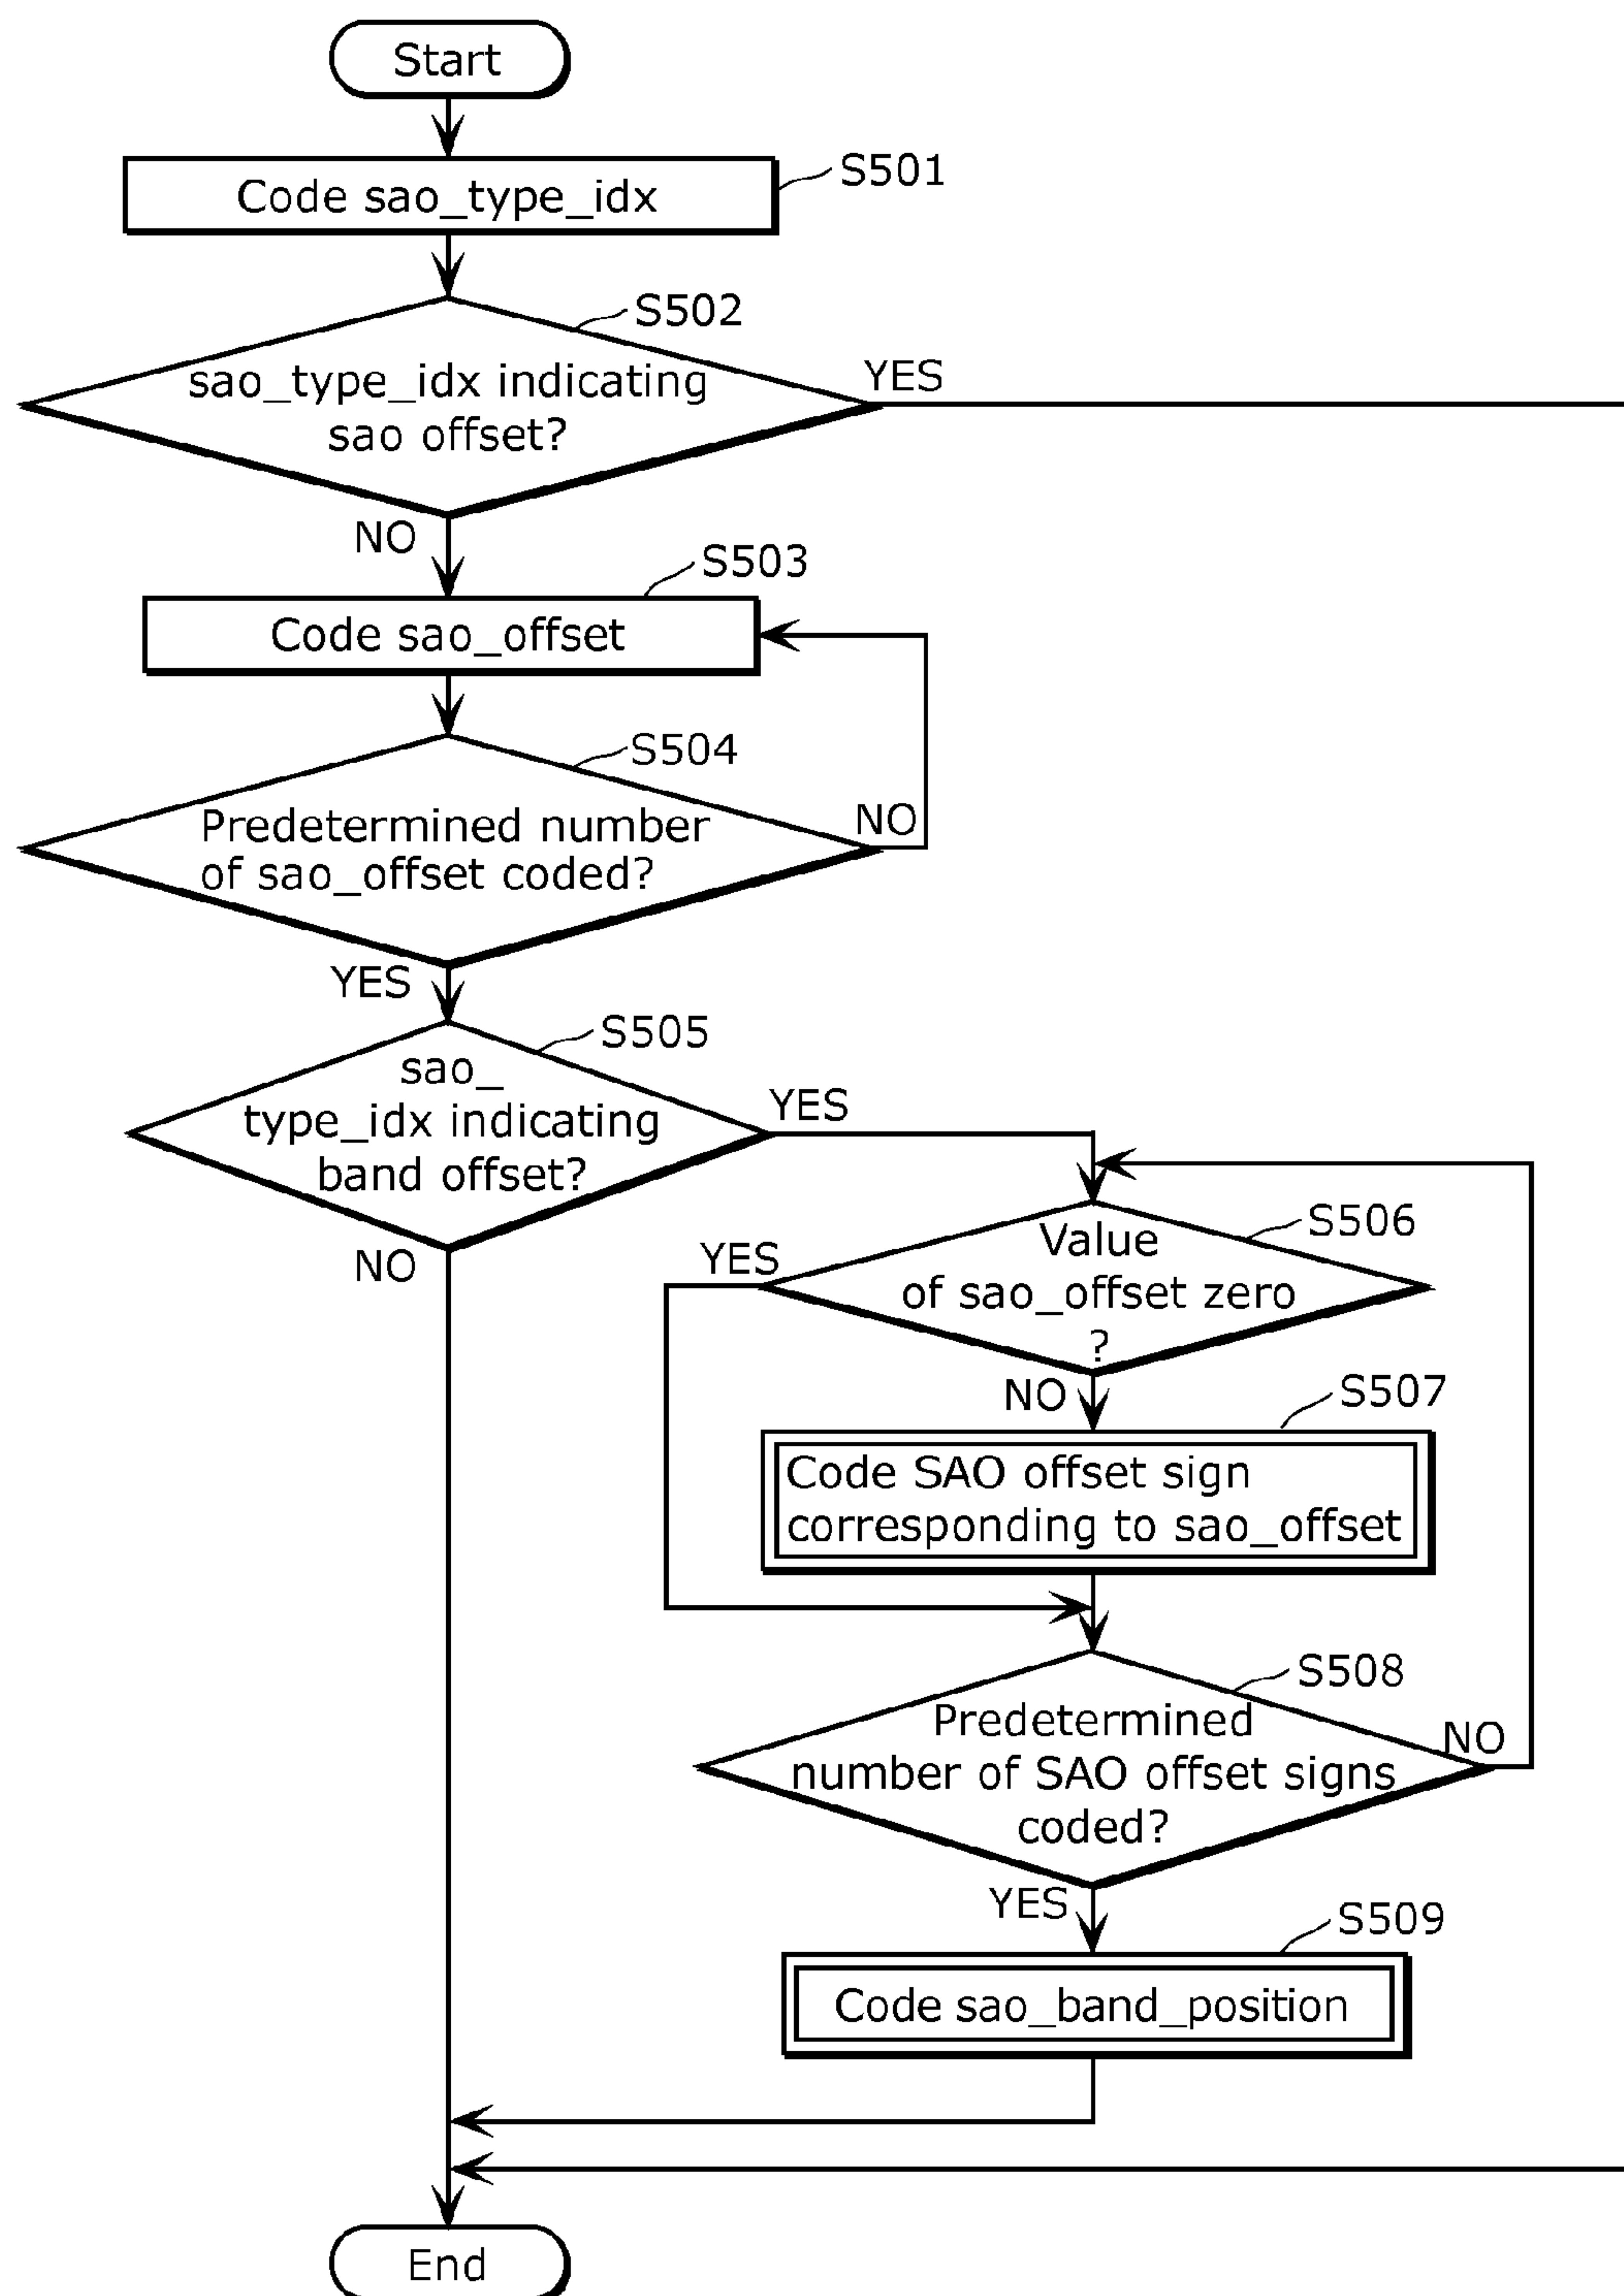 Start
Code sao_type_idx
S501
S502
sao_type_idx indicating
sao offset?
YES
NO
S503
Code sao_offset
S504
Predetermined number
of sao_offset coded?
NO
YES
S505
sao_
type_idx indicating
band offset?
YES
NO
S506
Value
of sao_offset zero
?
YES
NO
S507
Code SAO offset sign
corresponding to sao_offset
S508
Predetermined
number of SAO offset signs
coded?
NO
YES
S509
Code sao_band_position
End